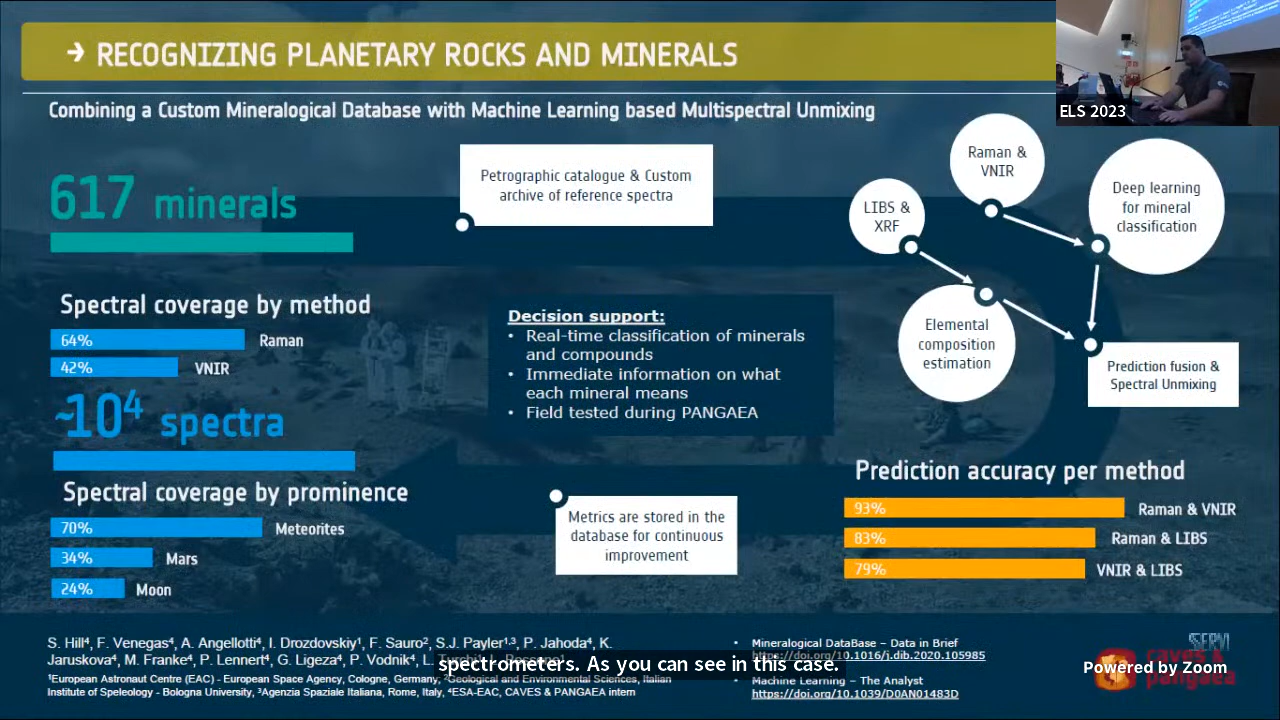 → RECOGNIZING PLANETARY ROCKS AND MINERALS
ELS 2023
Combining a Custom Mineralogical Database with Machine Learning based Multispectral Unmixing
617 minerals
Petrographic catalogue & Custom
archive of reference spectra
Raman &
VNIR
LIBS &
XRF
Deep learning
for mineral
classification
Elemental
composition
estimation
Prediction fusion &
Spectral Unmixing
Spectral coverage by method
64% Raman
42% VNIR
~10⁴ spectra
Decision support:
• Real-time classification of minerals
and compounds
• Immediate information on what
each mineral means
• Field tested during PANGAEA
Spectral coverage by prominence
70% Meteorites
34% Mars
24% Moon
Metrics are stored in the
database for continuous
improvement
Prediction accuracy per method
93% Raman & VNIR
83% Raman & LIBS
79% VNIR & LIBS
S. Hill⁴, F. Venegas⁴, A. Angellotti⁴, I. Drozdovskiy¹, F. Sauro², S.J. Payler¹·³, P. Jahoda⁴, K.
Jaruskova⁴, M. Franke⁴, P. Lennert⁴, G. Ligeza⁴, P. Vodnik⁴, L.
¹European Astronaut Centre (EAC) - European Space Agency, Cologne, Germany; ²Geological and Environmental Sciences, Italian
Institute of Speleology - Bologna University, ³Agenzia Spaziale Italiana, Rome, Italy, ⁴ESA-EAC, CAVES & PANGAEA intern
• Mineralogical DataBase – Data in Brief
https://doi.org/10.1016/j.dib.2020.105985
• Machine Learning – The Analyst
https://doi.org/10.1039/D0AN01483D
spectrometers. As you can see in this case.
caves &
pangaea
Powered by Zoom